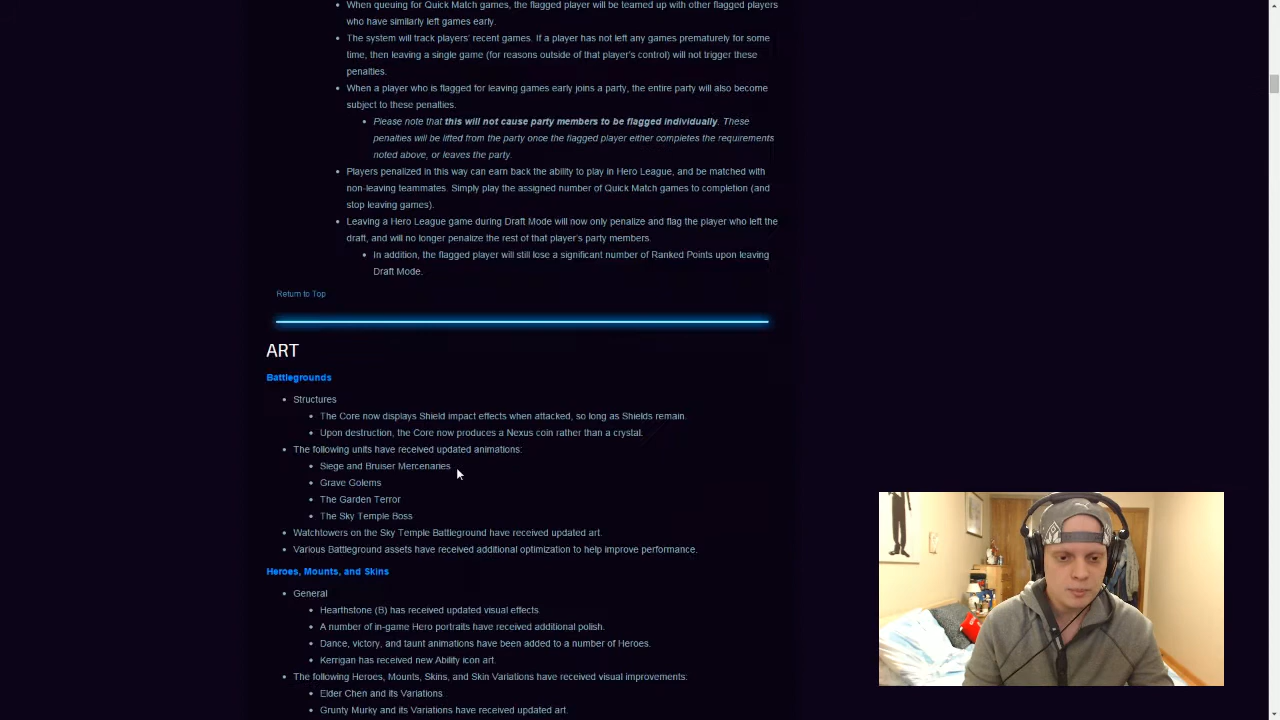 When queuing for Quick Match games, the flagged player will be teamed up with other flagged players
who have similarly left games early.
The system will track players' recent games. If a player has not left any games prematurely for some
time, then leaving a single game (for reasons outside of that player's control) will not trigger these
penalties.
When a player who is flagged for leaving games early joins a party, the entire party will also become
subject to these penalties.
Please note that this will not cause party members to be flagged individually. These
penalties will be lifted from the party once the flagged player either completes the requirements
noted above, or leaves the party.
Players penalized in this way can earn back the ability to play in Hero League, and be matched with
non-leaving teammates. Simply play the assigned number of Quick Match games to completion (and
stop leaving games).
Leaving a Hero League game during Draft Mode will now only penalize and flag the player who left the
draft, and will no longer penalize the rest of that player's party members.
In addition, the flagged player will still lose a significant number of Ranked Points upon leaving
Draft Mode.
Return to Top
ART
Battlegrounds
Structures
The Core now displays Shield impact effects when attacked, so long as Shields remain.
Upon destruction, the Core now produces a Nexus coin rather than a crystal.
The following units have received updated animations:
Siege and Bruiser Mercenaries
Grave Golems
The Garden Terror
The Sky Temple Boss
Watchtowers on the Sky Temple Battleground have received updated art.
Various Battleground assets have received additional optimization to help improve performance.
Heroes, Mounts, and Skins
General
Hearthstone (B) has received updated visual effects.
A number of in-game Hero portraits have received additional polish.
Dance, victory, and taunt animations have been added to a number of Heroes.
Kerrigan has received new Ability icon art.
The following Heroes, Mounts, Skins, and Skin Variations have received visual improvements:
Elder Chen and its Variations
Grunty Murky and its Variations have received updated art.